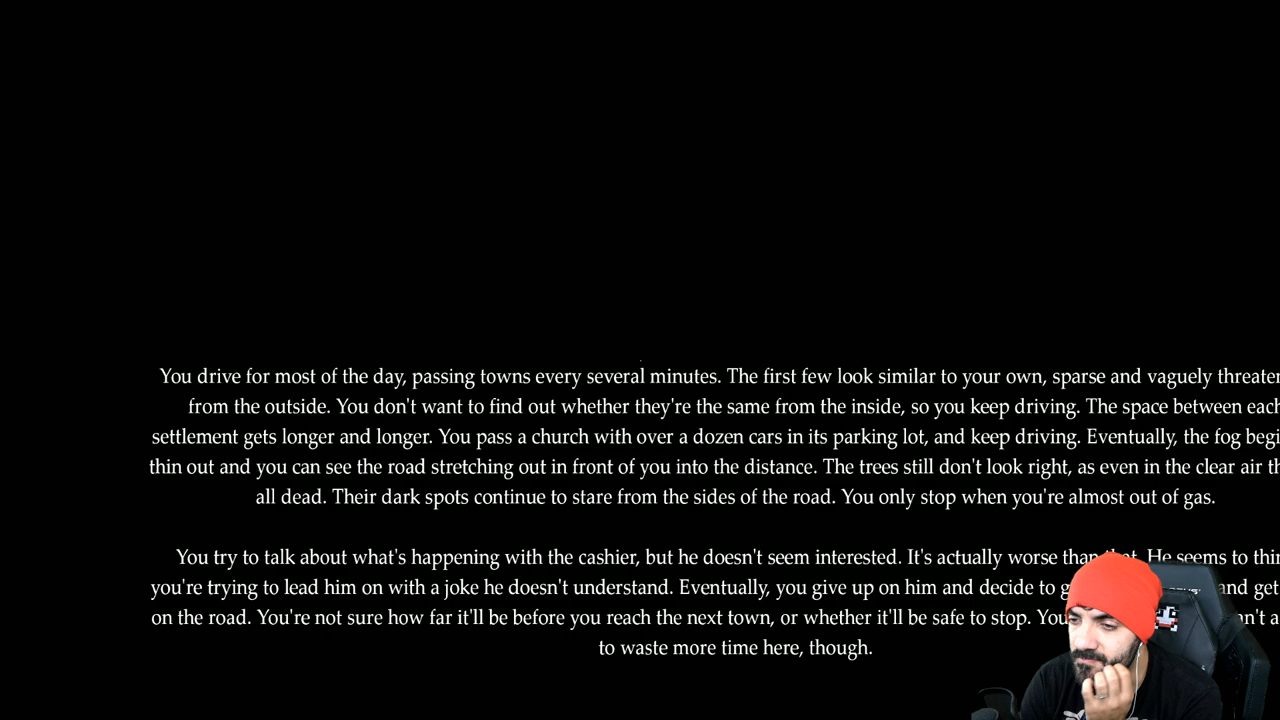 You drive for most of the day, passing towns every several minutes. The first few look similar to your own, sparse and vaguely
from the outside. You don't want to find out whether they're the same from the inside, so you keep driving. The space between each
settlement gets longer and longer. You pass a church with over a dozen cars in its parking lot, and keep driving. Eventually, the fog
thin out and you can see the road stretching out in front of you into the distance. The trees still don't look right, as even in the clear air
all dead. Their dark spots continue to stare from the sides of the road. You only stop when you're almost out of gas.
You try to talk about what's happening with the cashier, but he doesn't seem interested. It's actually worse than that. He seems to
you're trying to lead him on with a joke he doesn't understand. Eventually, you give up on him and decide to and get
on the road. You're not sure how far it'll be before you reach the next town, or whether it'll be safe to stop.
to waste more time here, though.